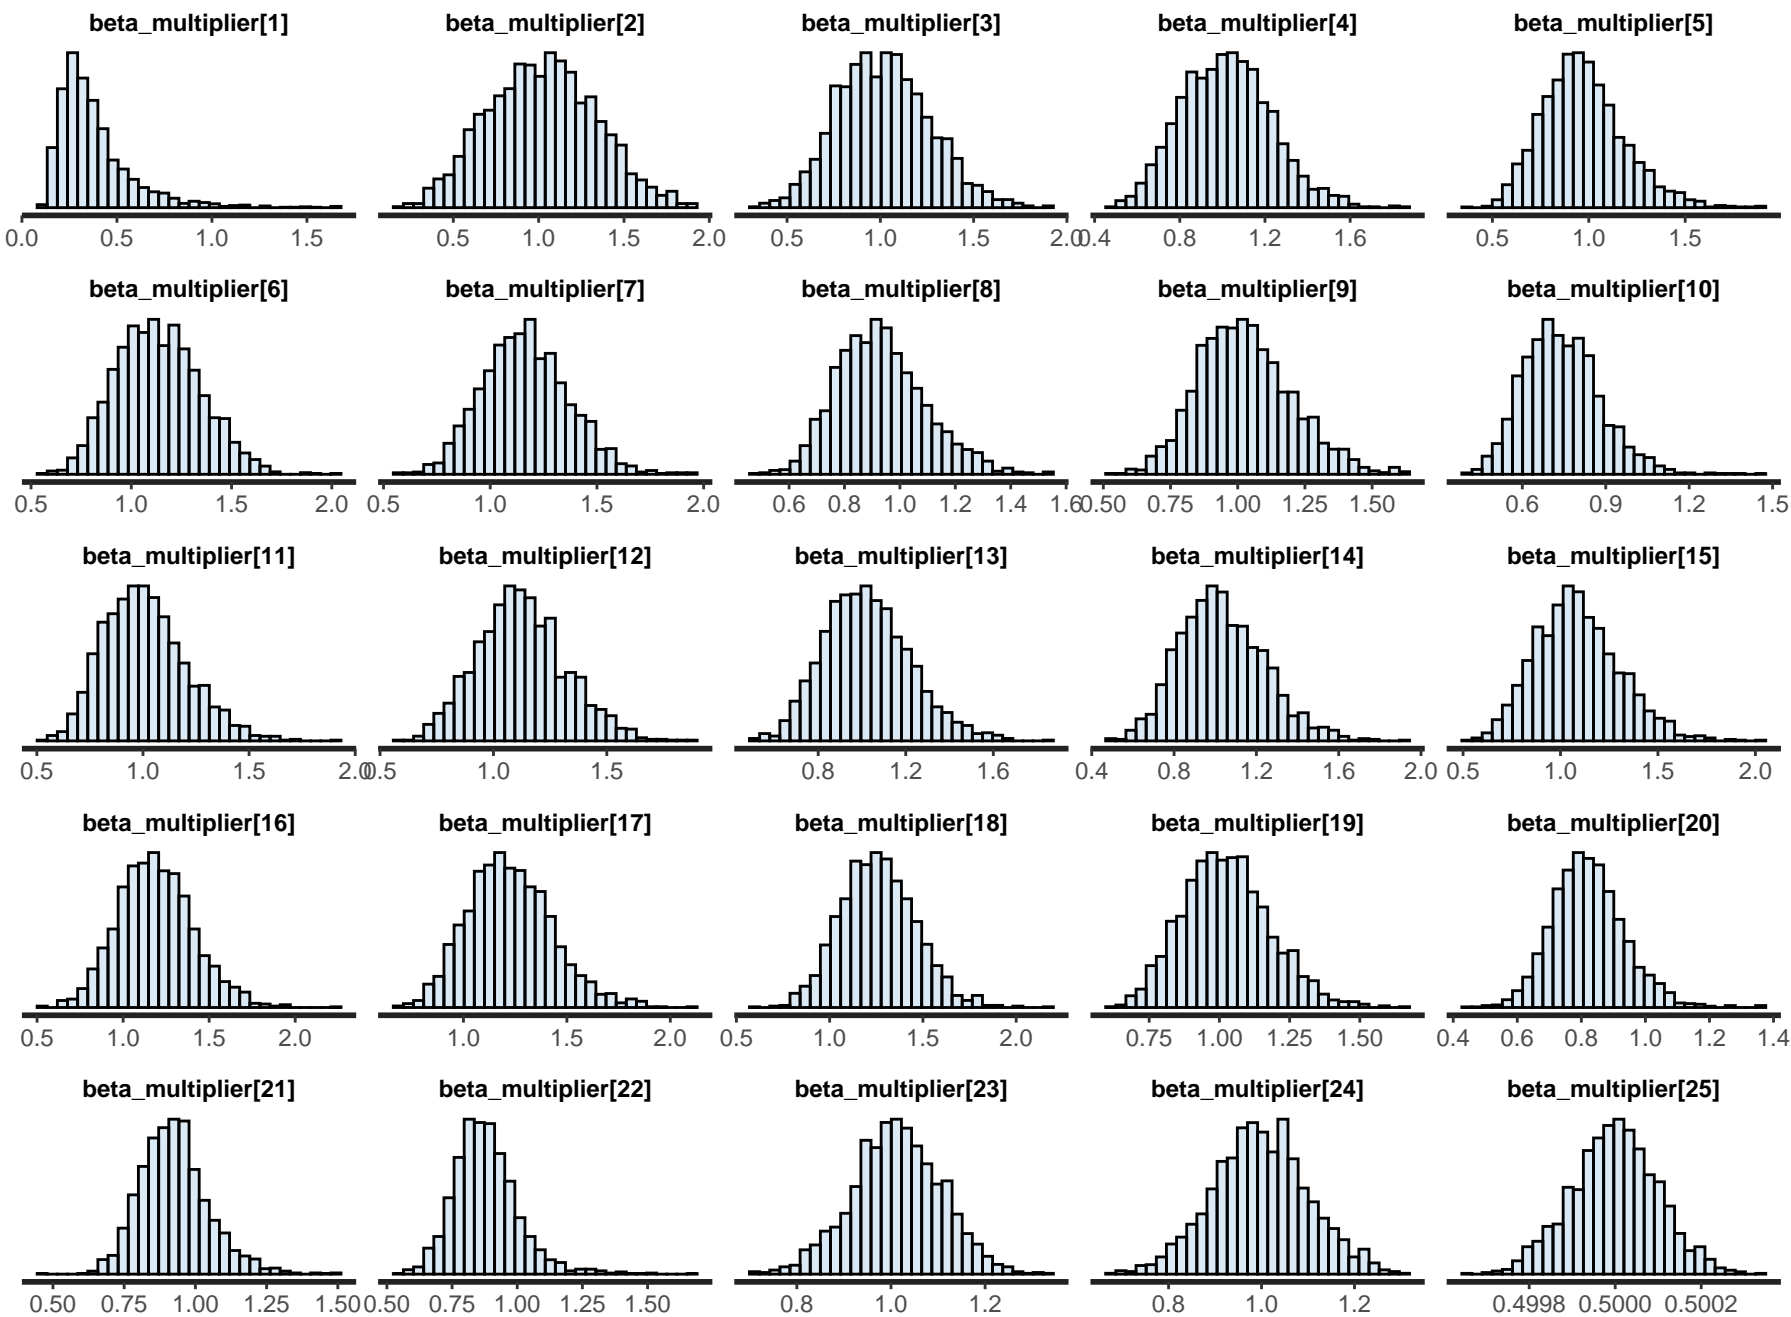 beta_multiplier[1] beta_multiplier[2] beta_multiplier[3] beta_multiplier[4] beta_multiplier[5]
0.0 0.5 1.0 1.5 0.5 1.0 1.5 2.0 0.5 1.0 1.5 2.0 0.4 0.8 1.2 1.6 0.5 1.0 1.5
beta_multiplier[6] beta_multiplier[7] beta_multiplier[8] beta_multiplier[9] beta_multiplier[10]
0.5 1.0 1.5 2.0 0.5 1.0 1.5 2.0 0.6 0.8 1.0 1.2 1.4 1.6 0.50 0.75 1.00 1.25 1.50 0.6 0.9 1.2 1.5
beta_multiplier[11] beta_multiplier[12] beta_multiplier[13] beta_multiplier[14] beta_multiplier[15]
0.5 1.0 1.5 2.0 0.5 1.0 1.5 0.8 1.2 1.6 0.4 0.8 1.2 1.6 2.0 0.5 1.0 1.5 2.0
beta_multiplier[16] beta_multiplier[17] beta_multiplier[18] beta_multiplier[19] beta_multiplier[20]
0.5 1.0 1.5 2.0 1.0 1.5 2.0 0.5 1.0 1.5 2.0 0.75 1.00 1.25 1.50 0.4 0.6 0.8 1.0 1.2 1.4
beta_multiplier[21] beta_multiplier[22] beta_multiplier[23] beta_multiplier[24] beta_multiplier[25]
0.50 0.75 1.00 1.25 1.50 0.50 0.75 1.00 1.25 1.50 0.8 1.0 1.2 0.8 1.0 1.2 0.4998 0.5000 0.5002